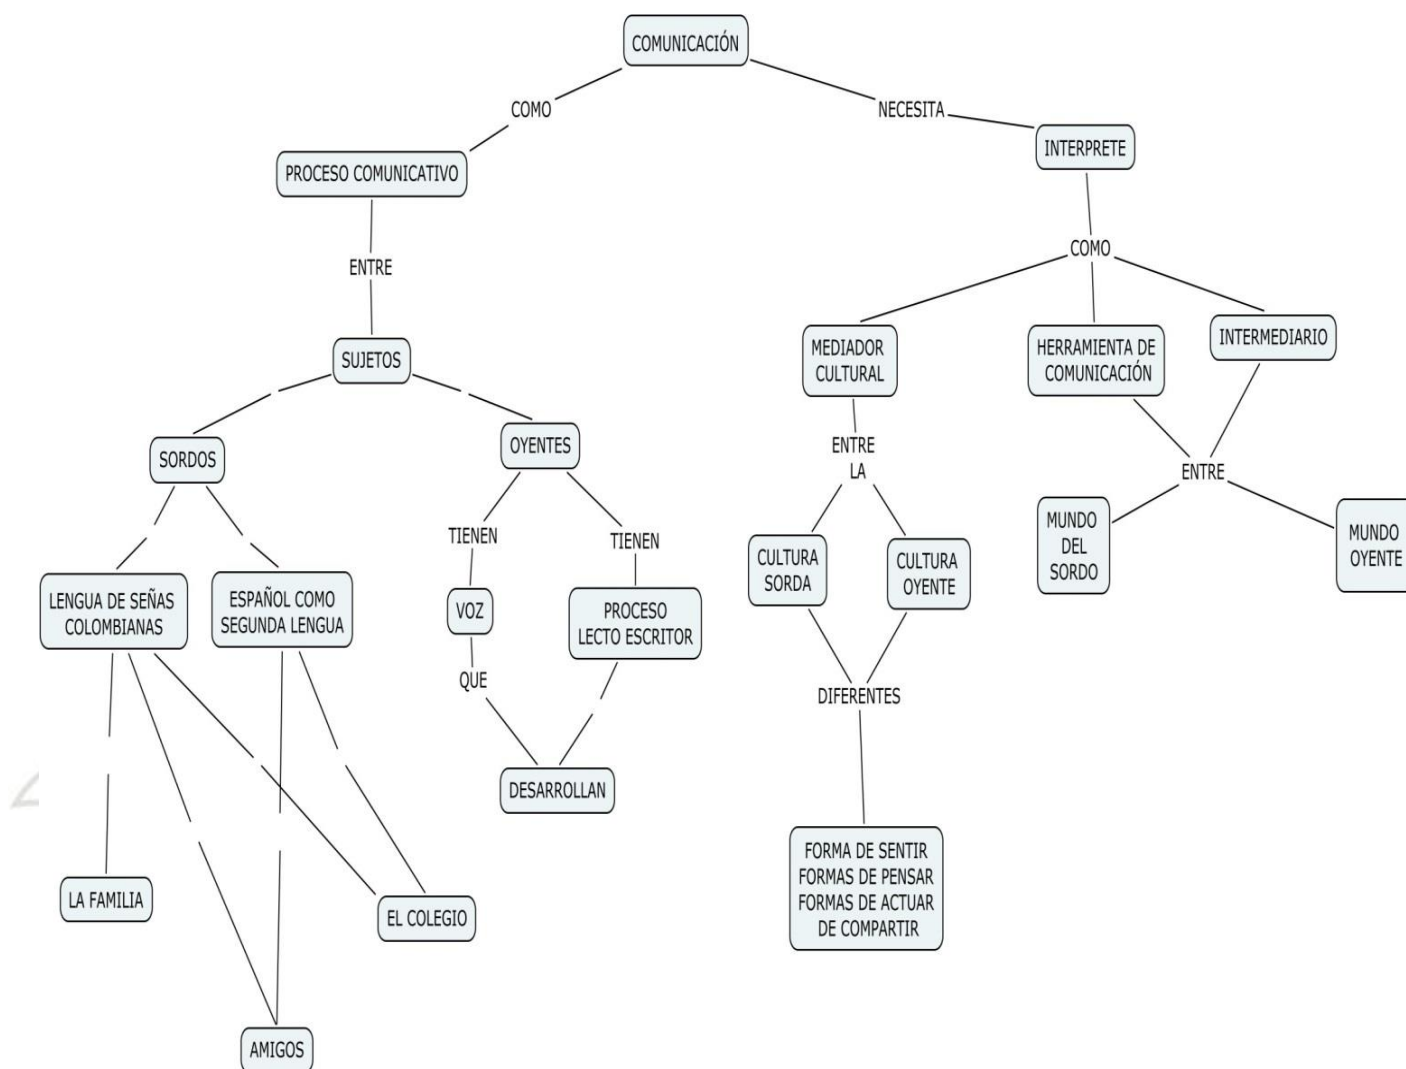 COMUNICACIÓN
COMO
NECESITA
INTERPRETE
PROCESO COMUNICATIVO
COMO
ENTRE
MEDIADOR
CULTURAL
HERRAMIENTA DE
COMUNICACIÓN
INTERMEDIARIO
SUJETOS
SORDOS
OYENTES
ENTRE
LA
ENTRE
TIENEN
TIENEN
MUNDO
DEL
SORDO
MUNDO
OYENTE
CULTURA
SORDA
CULTURA
OYENTE
LENGUA DE SEÑAS
COLOMBIANAS
ESPAÑOL COMO
SEGUNDA LENGUA
VOZ
PROCESO
LECTO ESCRITOR
QUE
DIFERENTES
DESARROLLAN
FORMA DE SENTIR
FORMAS DE PENSAR
FORMAS DE ACTUAR
DE COMPARTIR
LA FAMILIA
EL COLEGIO
AMIGOS